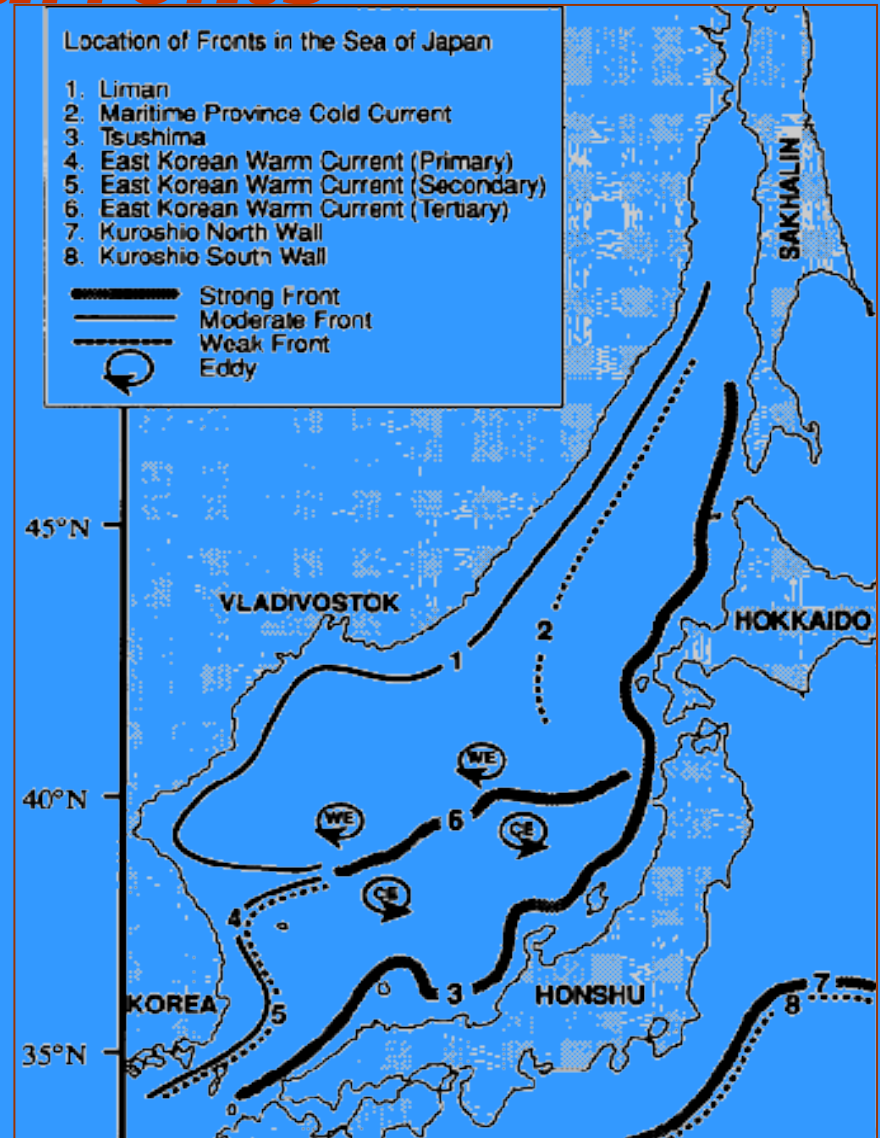 Location of Fronts in the Sea of Japan
1. Liman
2. Maritime Province Cold Current
3. Tsushima
4. East Korean Warm Current (Primary)
5. East Korean Warm Current (Secondary)
6. East Korean Warm Current (Tertiary)
7. Kuroshio North Wall
8. Kuroshio South Wall
Strong Front
Moderate Front
Weak Front
Eddy
SAKHALIN
45°N
VLADIVOSTOK
HOKKAIDO
2
1
WE
40°N
WE
6
CE
CE
4
7
KOREA
3
HONSHU
8
5
35°N